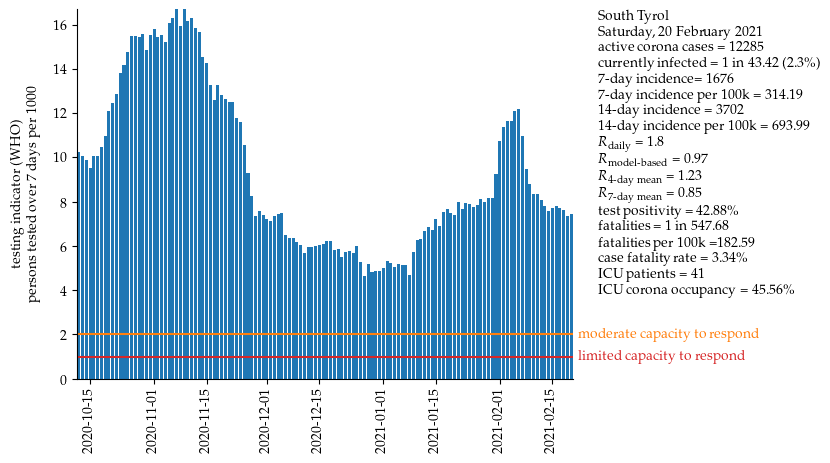 South Tyrol
Saturday, 20 February 2021
active corona cases = 12285
currently infected = 1 in 43.42 (2.3%)
7-day incidence= 1676
7-day incidence per 100k = 314.19
14-day incidence = 3702
14-day incidence per 100k = 693.99
R daily = 1.8
R model-based = 0.97
R 4-day mean = 1.23
R 7-day mean = 0.85
test positivity = 42.88%
fatalities = 1 in 547.68
fatalities per 100k =182.59
case fatality rate = 3.34%
ICU patients = 41
ICU corona occupancy = 45.56%
moderate capacity to respond
limited capacity to respond
testing indicator (WHO)
persons tested over 7 days per 1000
16
14
12
10
8
6
4
2
0
2020-10-15
2020-11-01
2020-11-15
2020-12-01
2020-12-15
2021-01-01
2021-01-15
2021-02-01
2021-02-15